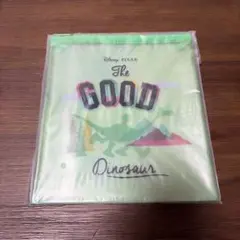 Disney · PIXAR
The
GOOD
Dinosaur